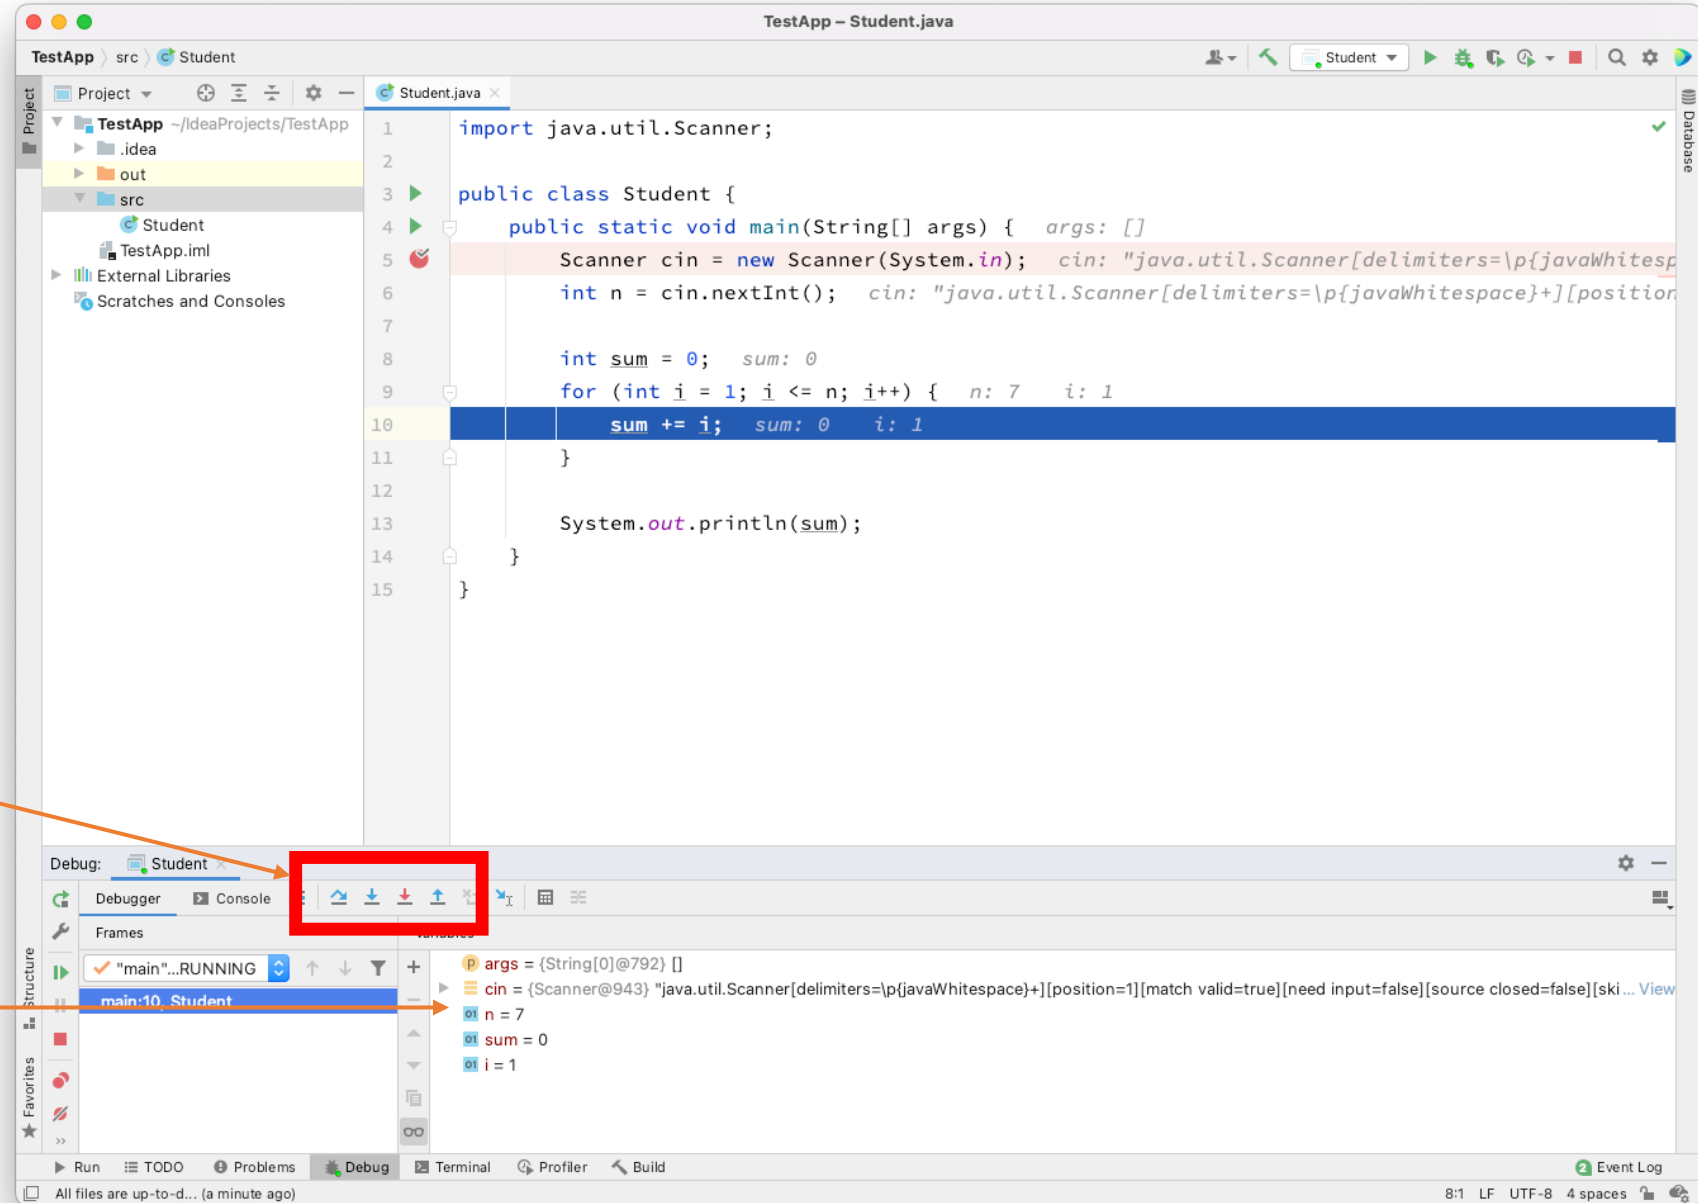 TestApp – Student.java
TestApp
src
Student
Student
Project
Project
Student.java
Database
TestApp ~/IdeaProjects/TestApp
.idea
out
src
Student
TestApp.iml
External Libraries
Scratches and Consoles
1 import java.util.Scanner;
2
3 public class Student {
4 public static void main(String[] args) { args: []
5 Scanner cin = new Scanner(System.in); cin: "java.util.Scanner[delimiters=\p{javaWhitesp
6 int n = cin.nextInt(); cin: "java.util.Scanner[delimiters=\p{javaWhitespace}+][position
7
8 int sum = 0; sum: 0
9 for (int i = 1; i <= n; i++) { n: 7 i: 1
10 sum += i; sum: 0 i: 1
11 }
12
13 System.out.println(sum);
14 }
15 }
Debug: Student
Debugger Console
Frames Variables
"main"...RUNNING
main:10, Student
args = {String[0]@792} []
cin = {Scanner@943} "java.util.Scanner[delimiters=\p{javaWhitespace}+][position=1][match valid=true][need input=false][source closed=false][ski... View
n = 7
sum = 0
i = 1
Structure
Favorites
Run TODO Problems Debug Terminal Profiler Build 2 Event Log
All files are up-to-d... (a minute ago) 8:1 LF UTF-8 4 spaces